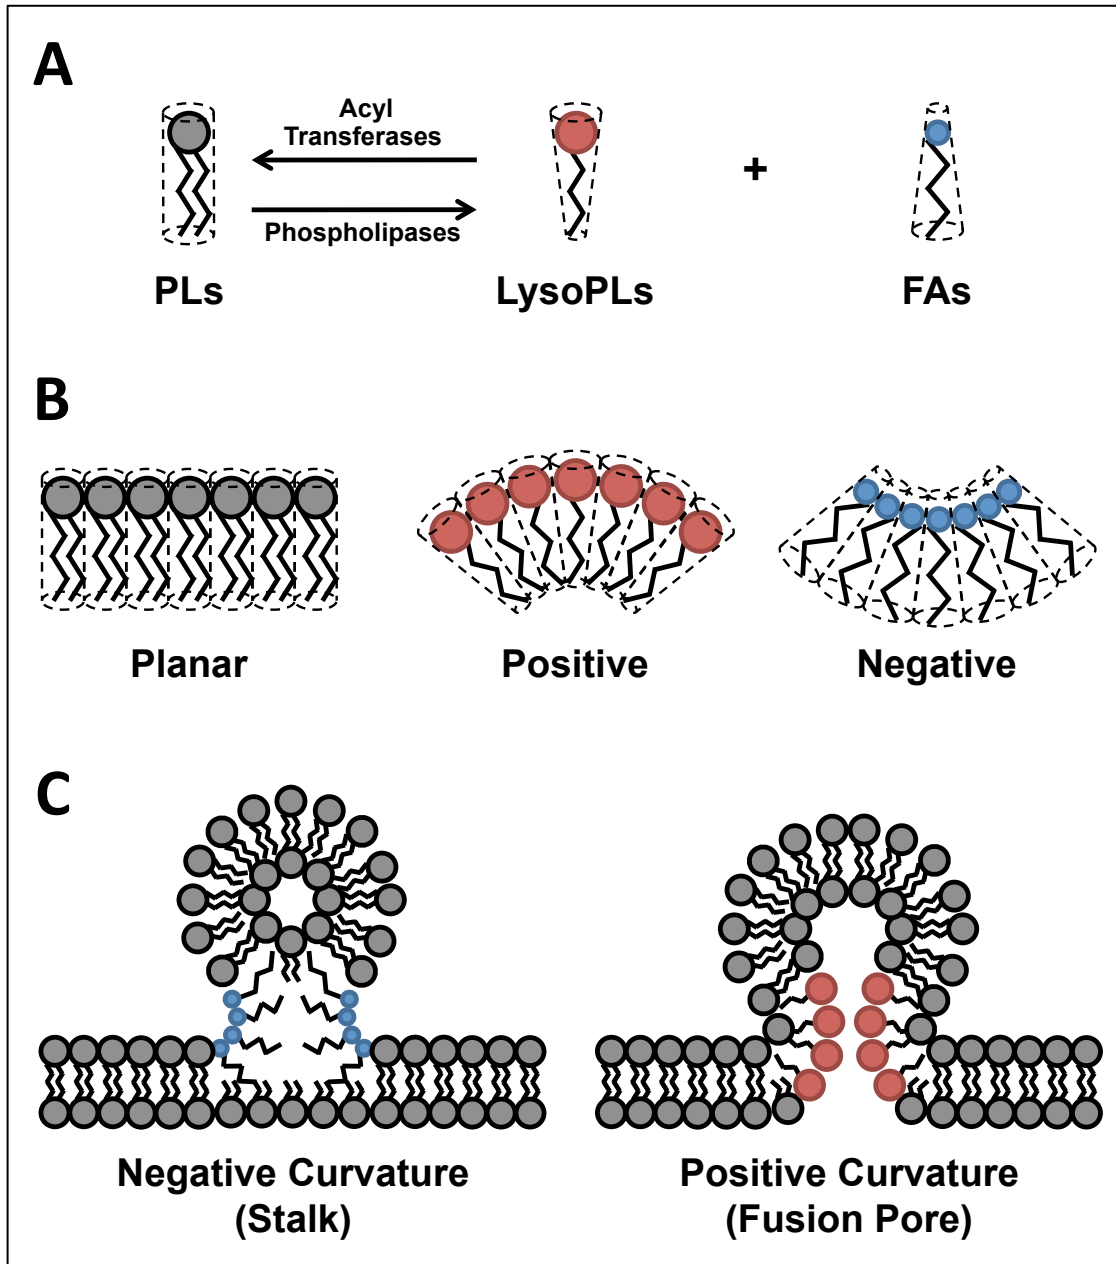 A
Acyl
Transferases
Phospholipases
+
PLs
LysoPLs
FAs
B
Planar
Positive
Negative
C
Negative Curvature
(Stalk)
Positive Curvature
(Fusion Pore)